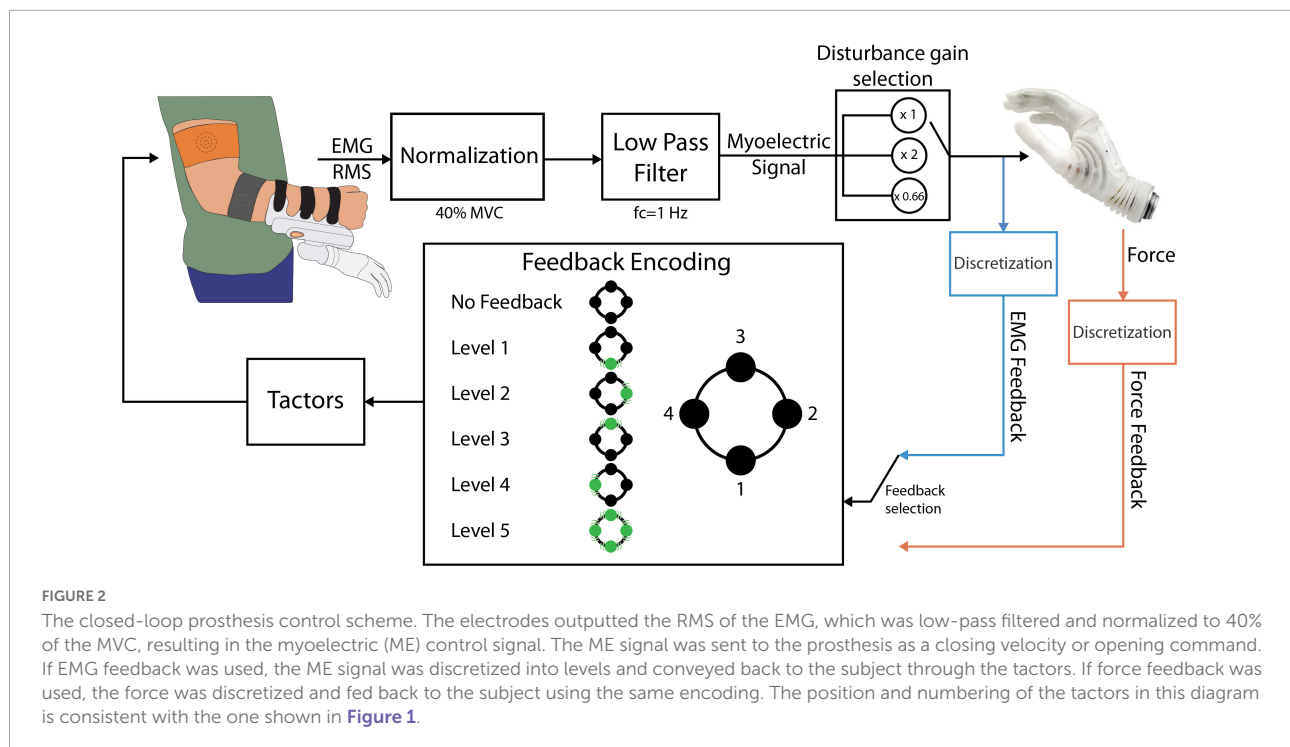 Disturbance gain
selection
EMG
RMS
Normalization
40% MVC
Low Pass
Filter
fc=1 Hz
Myoelectric
Signal
x 1
x 2
x 0.66
Discretization
EMG Feedback
Force
Discretization
Force Feedback
Feedback
selection
Feedback Encoding
No Feedback
Level 1
Level 2
Level 3
Level 4
Level 5
3
4
2
1
Tactors
FIGURE 2
The closed-loop prosthesis control scheme. The electrodes outputted the RMS of the EMG, which was low-pass filtered and normalized to 40%
of the MVC, resulting in the myoelectric (ME) control signal. The ME signal was sent to the prosthesis as a closing velocity or opening command.
If EMG feedback was used, the ME signal was discretized into levels and conveyed back to the subject through the tactors. If force feedback was
used, the force was discretized and fed back to the subject using the same encoding. The position and numbering of the tactors in this diagram
is consistent with the one shown in Figure 1.